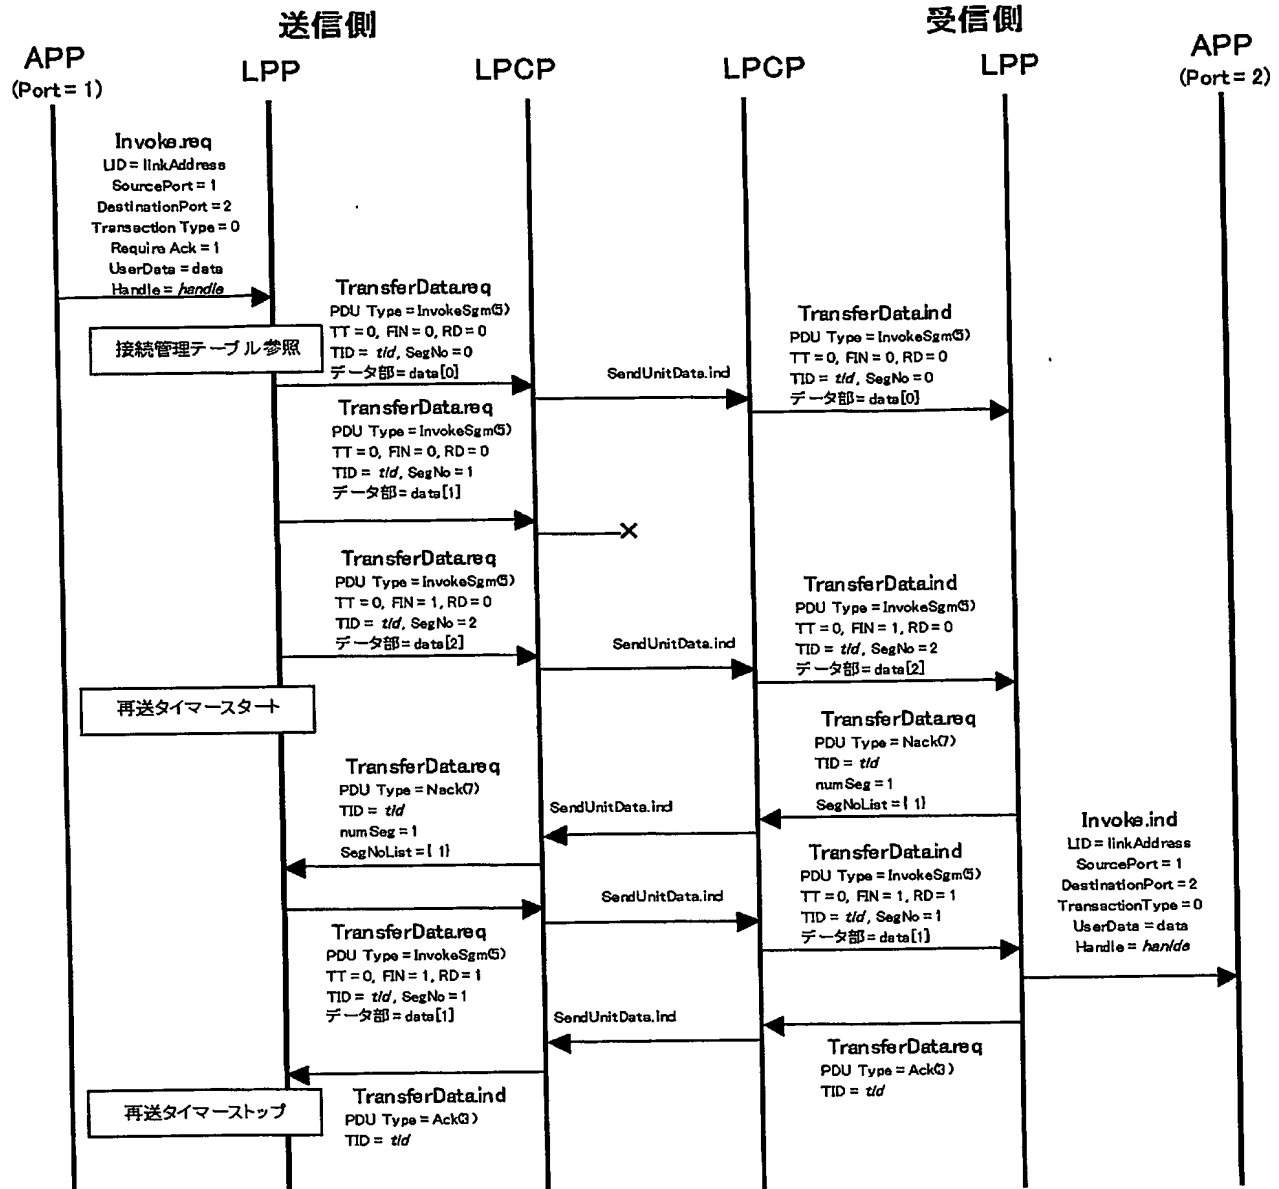 送信側
受信側
APP
(Port = 1)
LPP
LPCP
LPCP
LPP
APP
(Port = 2)
Invoke.req
LID = linkAddress
SourcePort = 1
DestinationPort = 2
Transaction Type = 0
Require Ack = 1
UserData = data
Handle = handle
接続管理テーブル参照
TransferData.req
PDU Type = InvokeSgm(5)
TT = 0, FIN = 0, RD = 0
TID = tid, SegNo = 0
データ部 = data[0]
SendUnitData.ind
TransferData.ind
PDU Type = InvokeSgm(5)
TT = 0, FIN = 0, RD = 0
TID = tid, SegNo = 0
データ部 = data[0]
TransferData.req
PDU Type = InvokeSgm(5)
TT = 0, FIN = 0, RD = 0
TID = tid, SegNo = 1
データ部 = data[1]
TransferData.req
PDU Type = InvokeSgm(5)
TT = 0, FIN = 1, RD = 0
TID = tid, SegNo = 2
データ部 = data[2]
SendUnitData.ind
TransferData.ind
PDU Type = InvokeSgm(5)
TT = 0, FIN = 1, RD = 0
TID = tid, SegNo = 2
データ部 = data[2]
再送タイマースタート
TransferData.req
PDU Type = Nack(7)
TID = tid
numSeg = 1
SegNoList = { 1}
SendUnitData.ind
TransferData.req
PDU Type = Nack(7)
TID = tid
numSeg = 1
SegNoList = { 1}
Invoke.ind
LID = linkAddress
SourcePort = 1
DestinationPort = 2
TransactionType = 0
UserData = data
Handle = hanlde
TransferData.ind
PDU Type = InvokeSgm(5)
TT = 0, FIN = 1, RD = 1
TID = tid, SegNo = 1
データ部 = data[1]
SendUnitData.ind
TransferData.req
PDU Type = InvokeSgm(5)
TT = 0, FIN = 1, RD = 1
TID = tid, SegNo = 1
データ部 = data[1]
SendUnitData.ind
TransferData.req
PDU Type = Ack(3)
TID = tid
再送タイマーストップ
TransferData.ind
PDU Type = Ack(3)
TID = tid